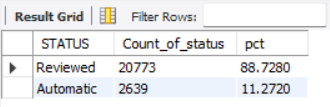 Result Grid Filter Rows:
STATUS Count_of_status pct
Reviewed 20773 88.7280
Automatic 2639 11.2720